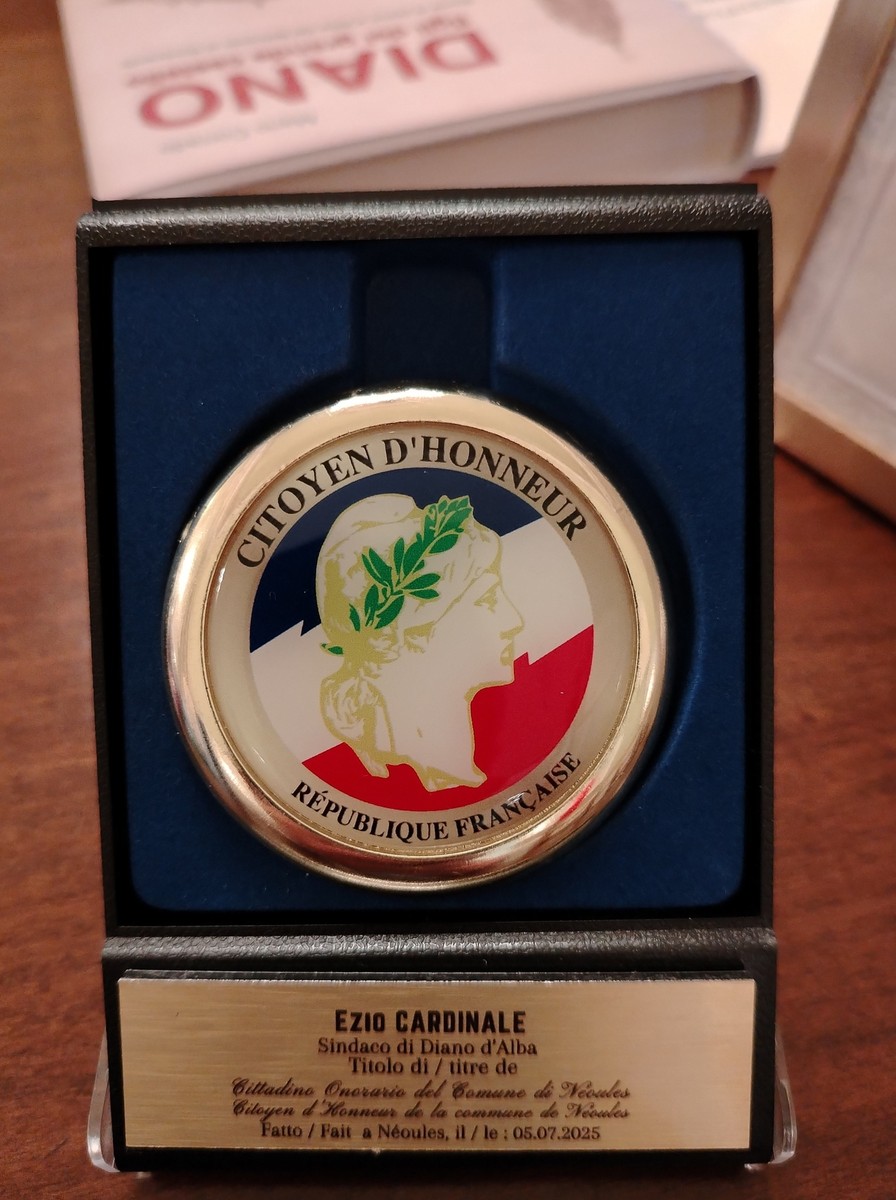 DIANO
CITOYEN D'HONNEUR
RÉPUBLIQUE FRANÇAISE
Ezio CARDINALE
Sindaco di Diano d'Alba
Titolo di / titre de
Cittadino Onorario del Comune di Néoules
Citoyen d'Honneur de la commune de Néoules
Fatto / Fait a Néoules, il / le : 05.07.2025